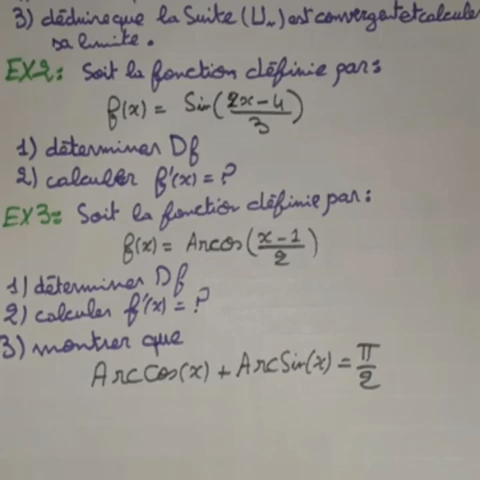 3) déduire que la suite (Un) est convergente et calculer
sa limite.
EX2: Soit la fonction définie par:
f(x) = Sin(2x-4/3)
1) déterminer Df
2) calculer f'(x) = ?
EX3= Soit la fonction définie par:
f(x) = Arcos(x-1/2)
1) déterminer Df
2) calculer f'(x) = ?
3) montrer que
ArcCos(x) + ArcSin(x) = π/2